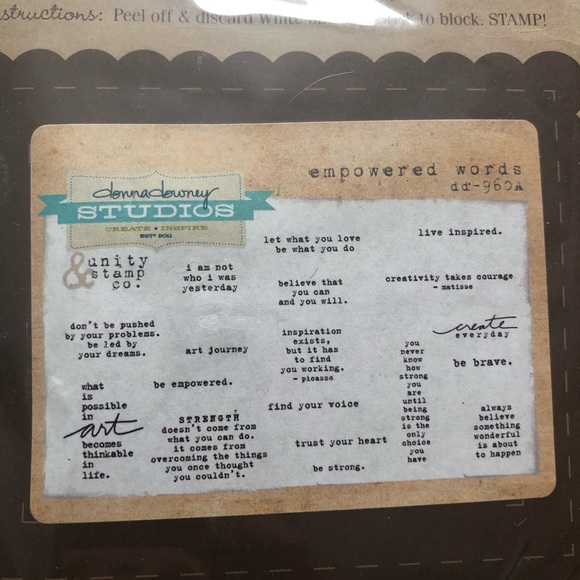 structions: Peel off & discard White to block. STAMP!
empowered words
dd-960A
donna downey
STUDIOS
CREATE • INSPIRE
ESTD 2011
& unity
stamp
co.
let what you love
be what you do
live inspired.
i am not
who i was
yesterday
believe that
you can
and you will.
creativity takes courage
- matisse
don't be pushed
by your problems.
be led by
your dreams.
art journey
inspiration
exists,
but it has
to find
you working.
- picasso
create
everyday
you
never
know
how
strong
you
are
until
being
strong
is the
only
choice
you
have
be brave.
what
is
possible
in
art
becomes
thinkable
in
life.
be empowered.
STRENGTH
doesn't come from
what you can do.
it comes from
overcoming the things
you once thought
you couldn't.
find your voice
trust your heart
be strong.
always
believe
something
wonderful
is about
to happen